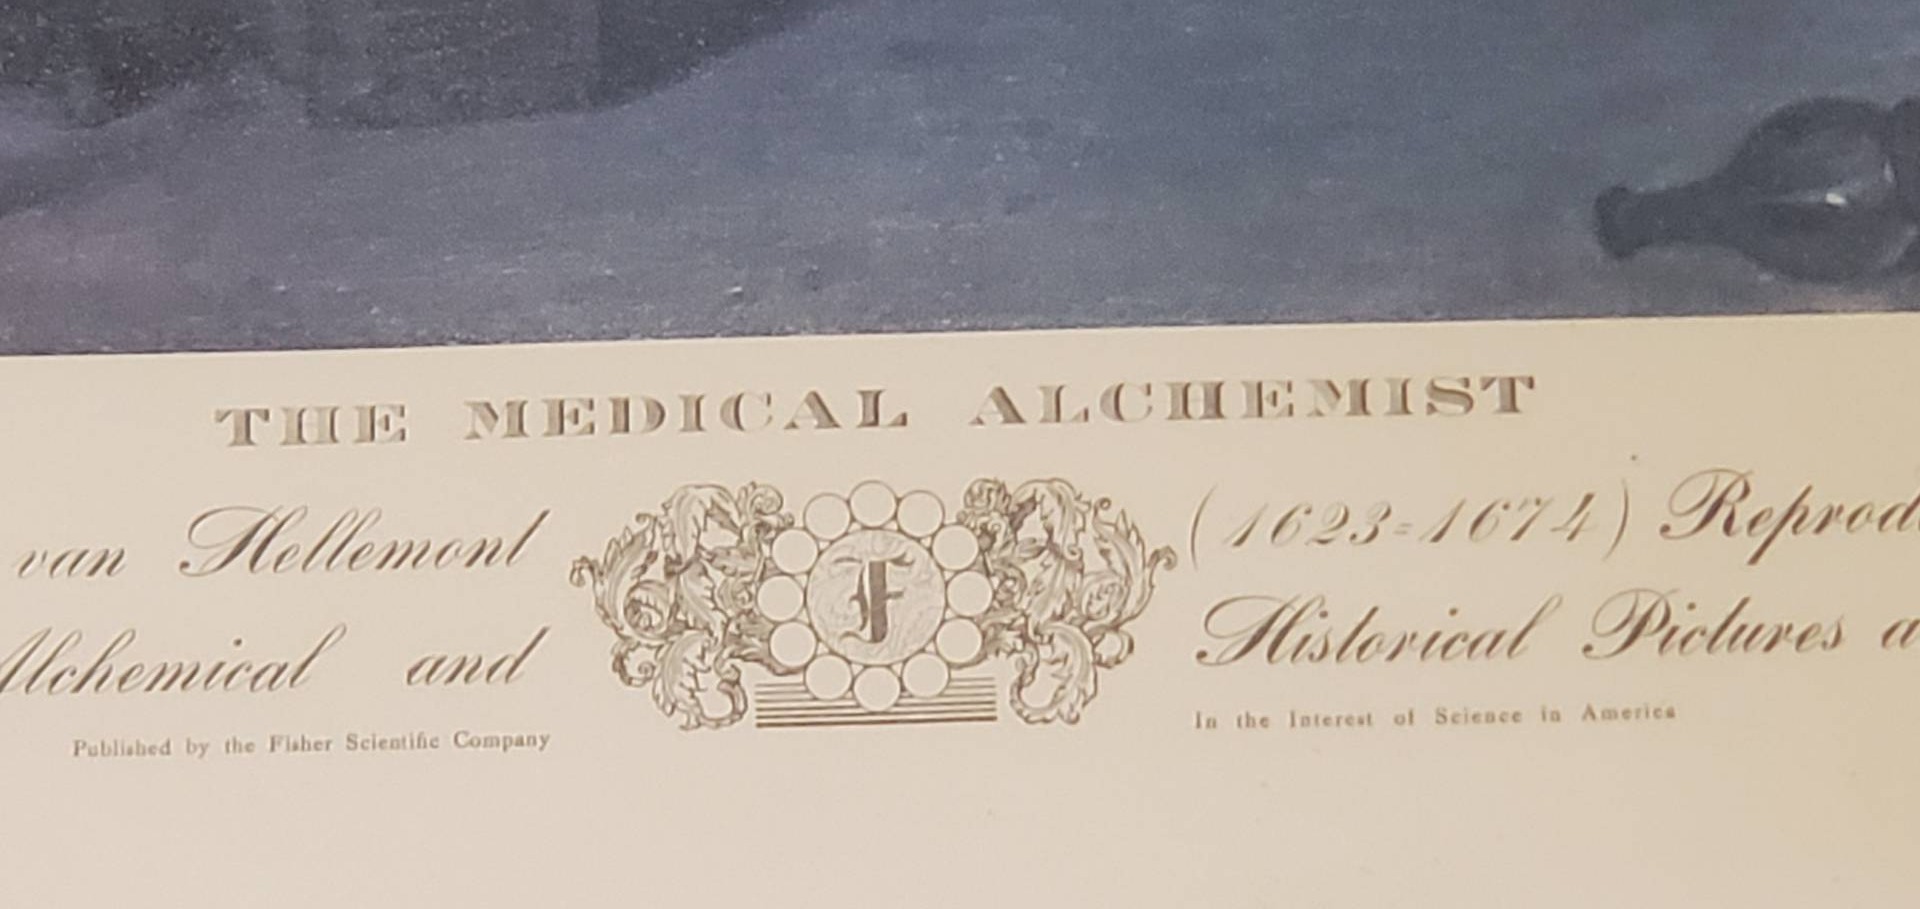 THE MEDICAL ALCHEMIST
van Hellemont (1623=1674) Reprod
Alchemical and F Historical Pictures a
Published by the Fisher Scientific Company In the Interest of Science in America